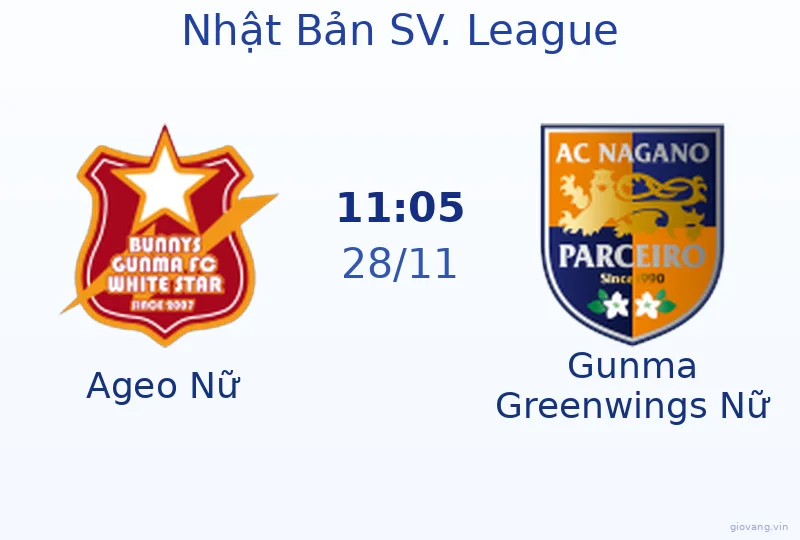 Nhật Bản SV. League
BUNNYS
GUNMA FC
WHITE STAR
SINCE 2007
11:05
28/11
AC NAGANO
PARCEIRO
Since 1990
Ageo Nữ
Gunma
Greenwings Nữ
giovang.vin